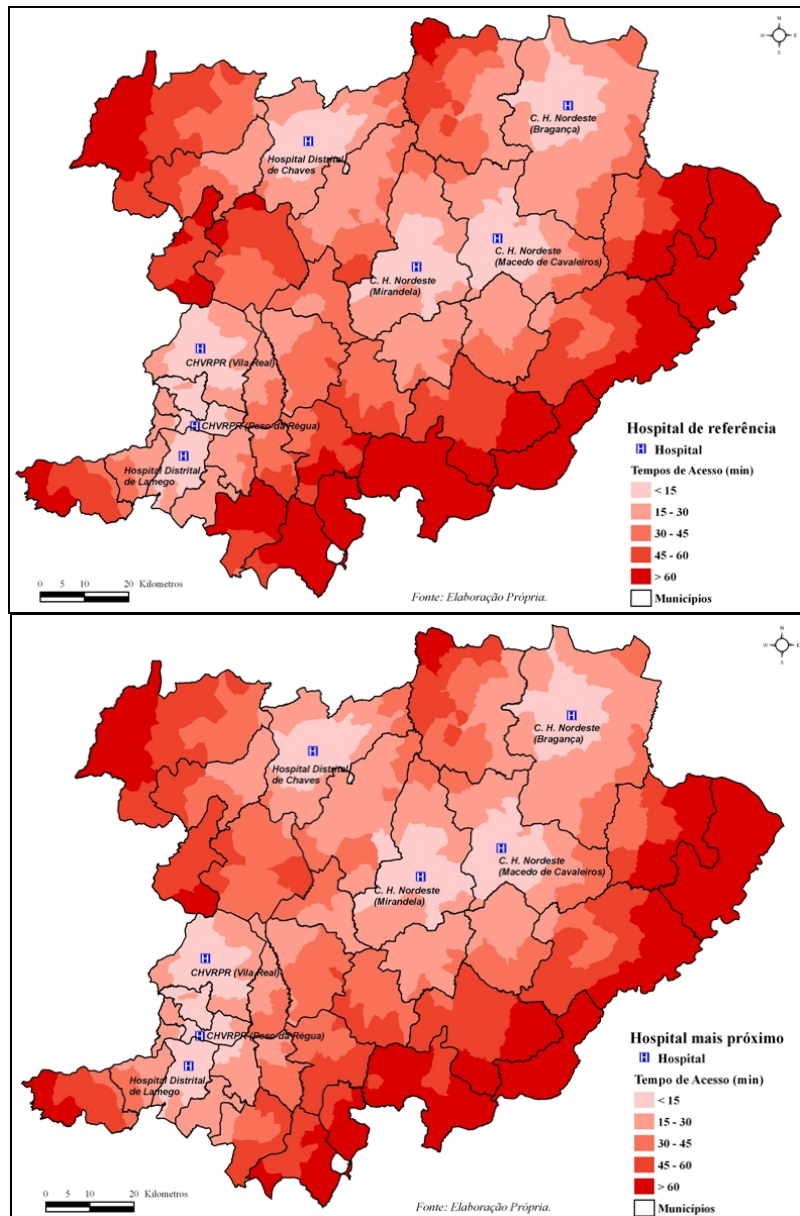 N
W E
S
C. H. Nordeste
(Bragança)
Hospital Distrital
de Chaves
C. H. Nordeste
(Macedo de Cavaleiros)
C. H. Nordeste
(Mirandela)
CHVRPR (Vila Real)
CHVRPR (Peso da Régua)
Hospital Distrital
de Lamego
Hospital de referência
H Hospital
Tempos de Acesso (min)
< 15
15 - 30
30 - 45
45 - 60
> 60
Municípios
0 5 10 20 Kilometros
Fonte: Elaboração Própria.
N
W E
S
C. H. Nordeste
(Bragança)
Hospital Distrital
de Chaves
C. H. Nordeste
(Macedo de Cavaleiros)
C. H. Nordeste
(Mirandela)
CHVRPR (Vila Real)
CHVRPR (Peso da Régua)
Hospital Distrital
de Lamego
Hospital mais próximo
H Hospital
Tempo de Acesso (min)
< 15
15 - 30
30 - 45
45 - 60
> 60
Municípios
0 5 10 20 Kilometros
Fonte: Elaboração Própria.